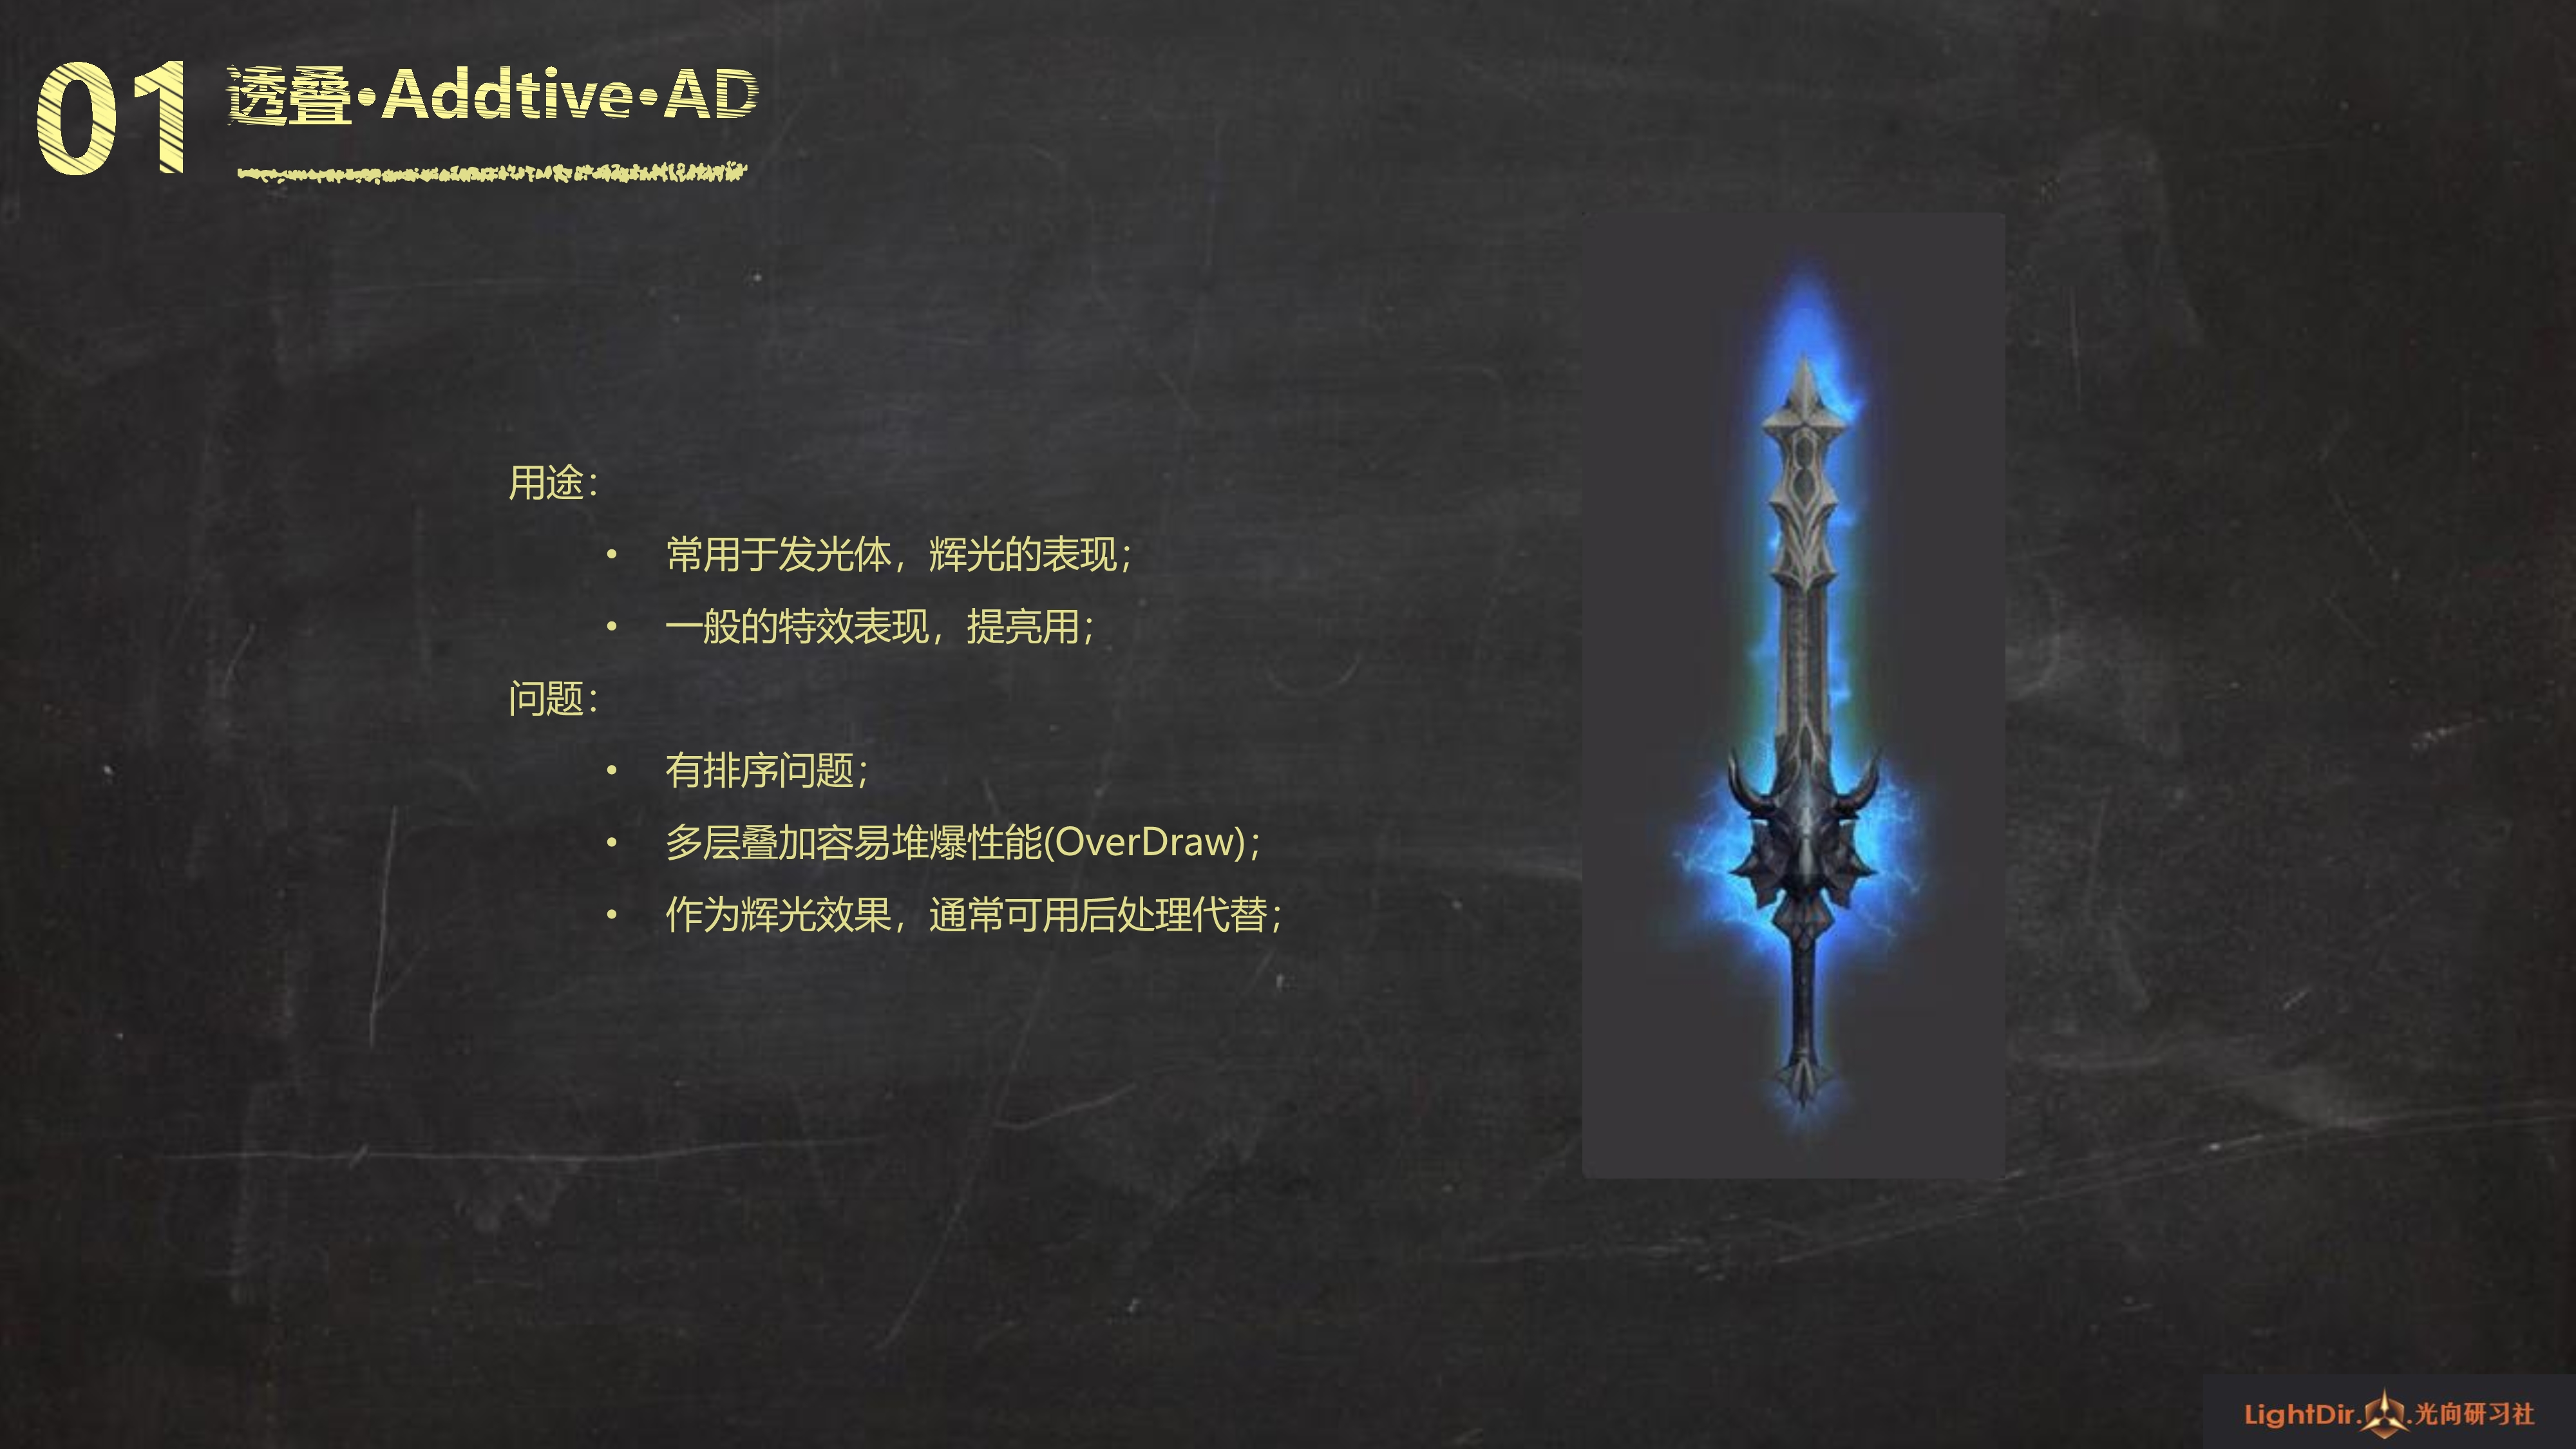 01
透叠•Addtive•AD
用途：
• 常用于发光体，辉光的表现；
• 一般的特效表现，提亮用；
问题：
• 有排序问题；
• 多层叠加容易堆爆性能(OverDraw)；
• 作为辉光效果，通常可用后处理代替；
LightDir. .光向研习社